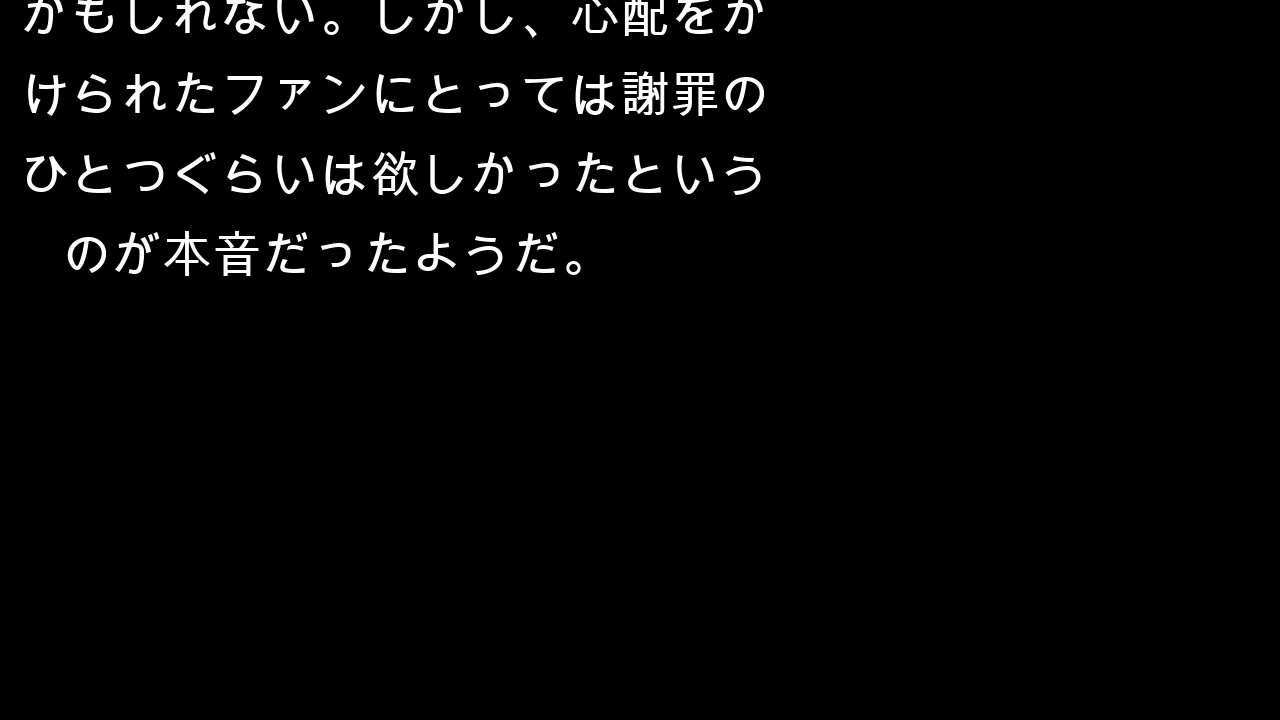 かもしれない。しかし、心配をか
けられたファンにとっては謝罪の
ひとつぐらいは欲しかったという
のが本音だったようだ。